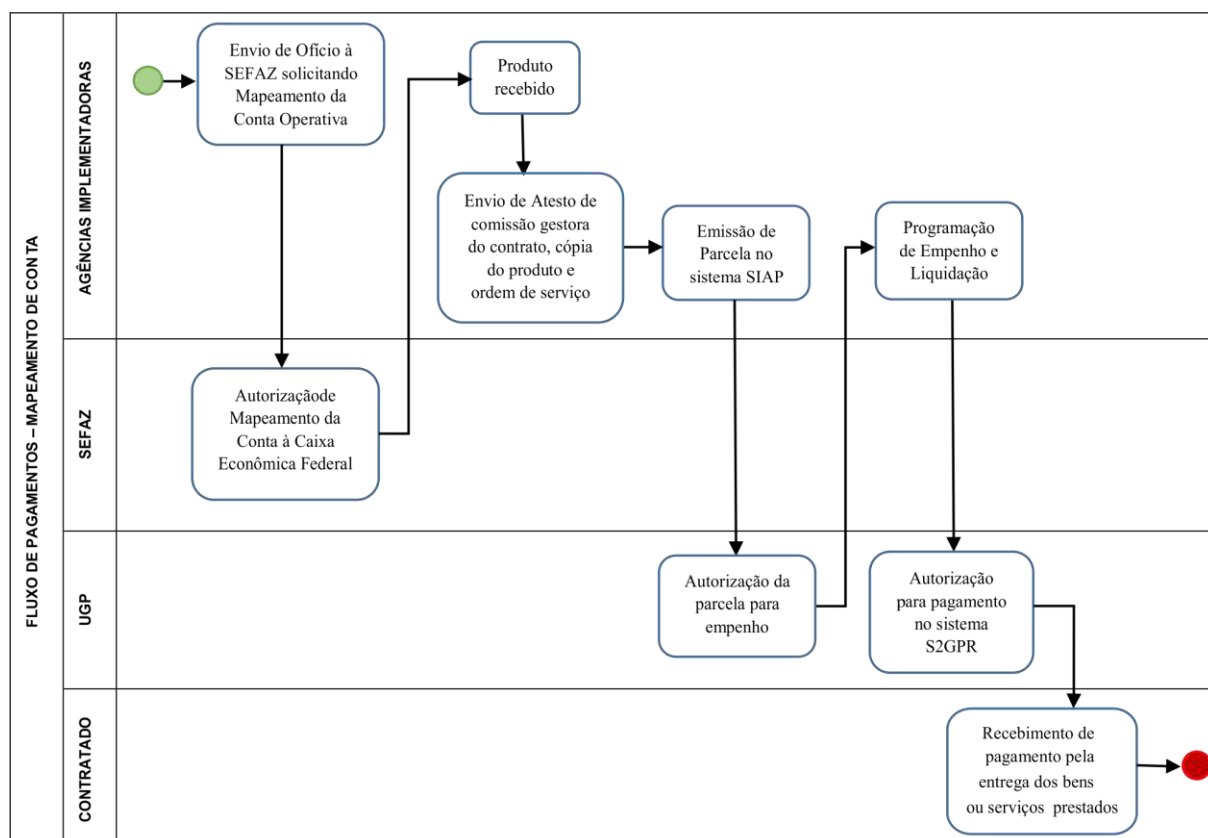 FLUXO DE PAGAMENTOS – MAPEAMENTO DE CONTA
AGÊNCIAS IMPLEMENTADORAS
Envio de Ofício à
SEFAZ solicitando
Mapeamento da
Conta Operativa
Produto
recebido
Envio de Atesto de
comissão gestora
do contrato, cópia
do produto e
ordem de serviço
Emissão de
Parcela no
sistema SIAP
Programação
de Empenho e
Liquidação
SEFAZ
Autorizaçãode
Mapeamento da
Conta à Caixa
Econômica Federal
UGP
Autorização da
parcela para
empenho
Autorização
para pagamento
no sistema
S2GPR
CONTRATADO
Recebimento de
pagamento pela
entrega dos bens
ou serviços prestados